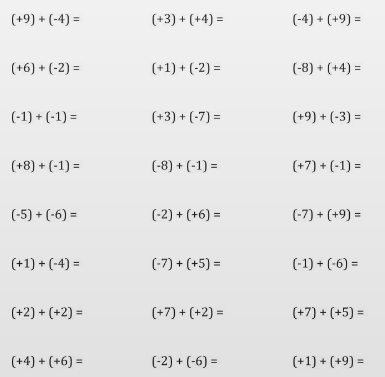 (+9) + (-4) = (+3) + (+4) = (-4) + (+9) =
(+6) + (-2) = (+1) + (-2) = (-8) + (+4) =
(-1) + (-1) = (+3) + (-7) = (+9) + (-3) =
(+8) + (-1) = (-8) + (-1) = (+7) + (-1) =
(-5) + (-6) = (-2) + (+6) = (-7) + (+9) =
(+1) + (-4) = (-7) + (+5) = (-1) + (-6) =
(+2) + (+2) = (+7) + (+2) = (+7) + (+5) =
(+4) + (+6) = (-2) + (-6) = (+1) + (+9) =